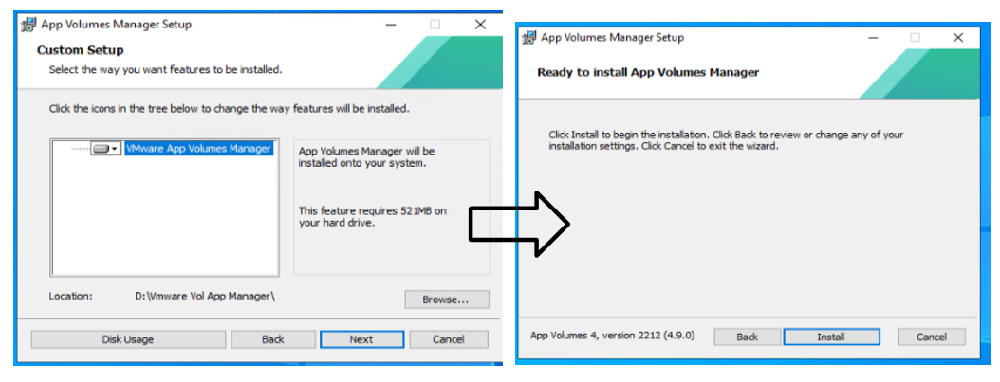 App Volumes Manager Setup
Custom Setup
Select the way you want features to be installed.
Click the icons in the tree below to change the way features will be installed.
VMware App Volumes Manager
App Volumes Manager will be
installed onto your system.
This feature requires 521MB on
your hard drive.
Location: D:\Vmware Vol App Manager\
Browse...
Disk Usage Back Next Cancel
App Volumes Manager Setup
Ready to install App Volumes Manager
Click Install to begin the installation. Click Back to review or change any of your
installation settings. Click Cancel to exit the wizard.
App Volumes 4, version 2212 (4.9.0) Back Install Cancel